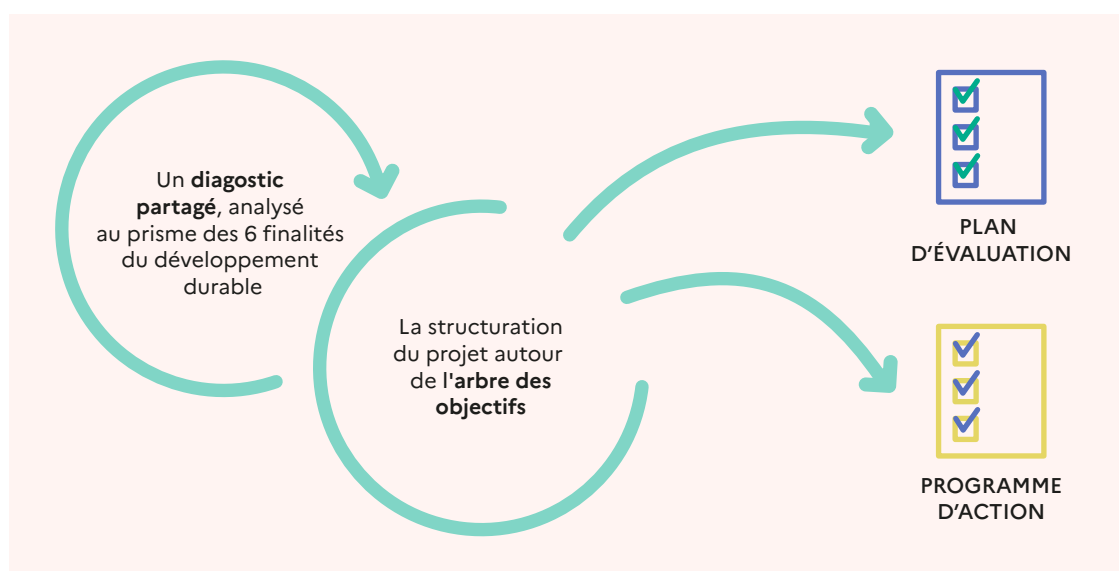 Un diagostic
partagé, analysé
au prisme des 6 finalités
du développement
durable
La structuration
du projet autour
de l'arbre des
objectifs
PLAN
D'ÉVALUATION
PROGRAMME
D'ACTION